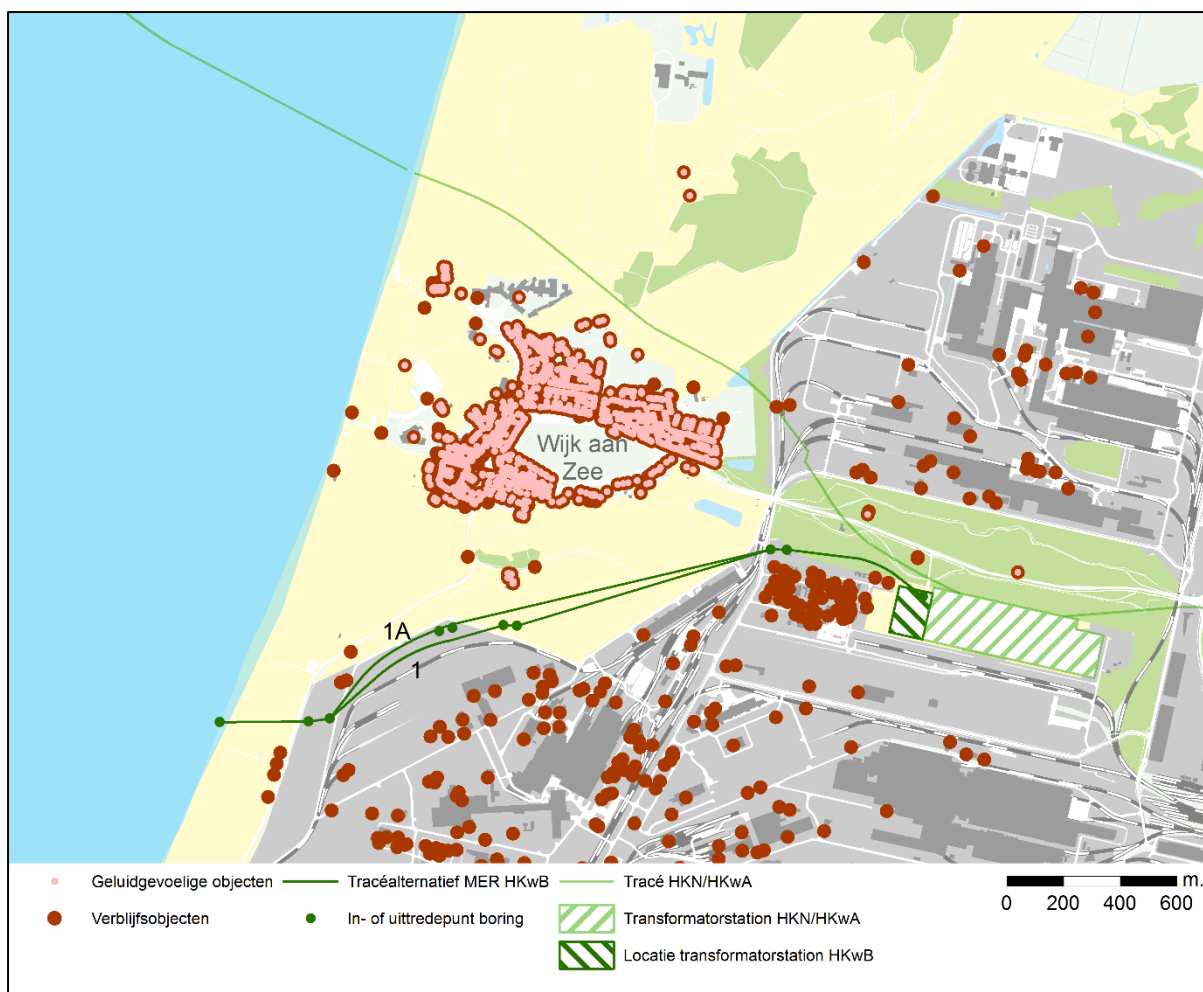 Wijk aan
Zee
1A
1
Geluidgevoelige objecten
Tracéalternatief MER HKwB
Tracé HKN/HKwA
m.
0 200 400 600
Verblijfsobjecten
In- of uittredepunt boring
Transformatorstation HKN/HKwA
Locatie transformatorstation HKwB